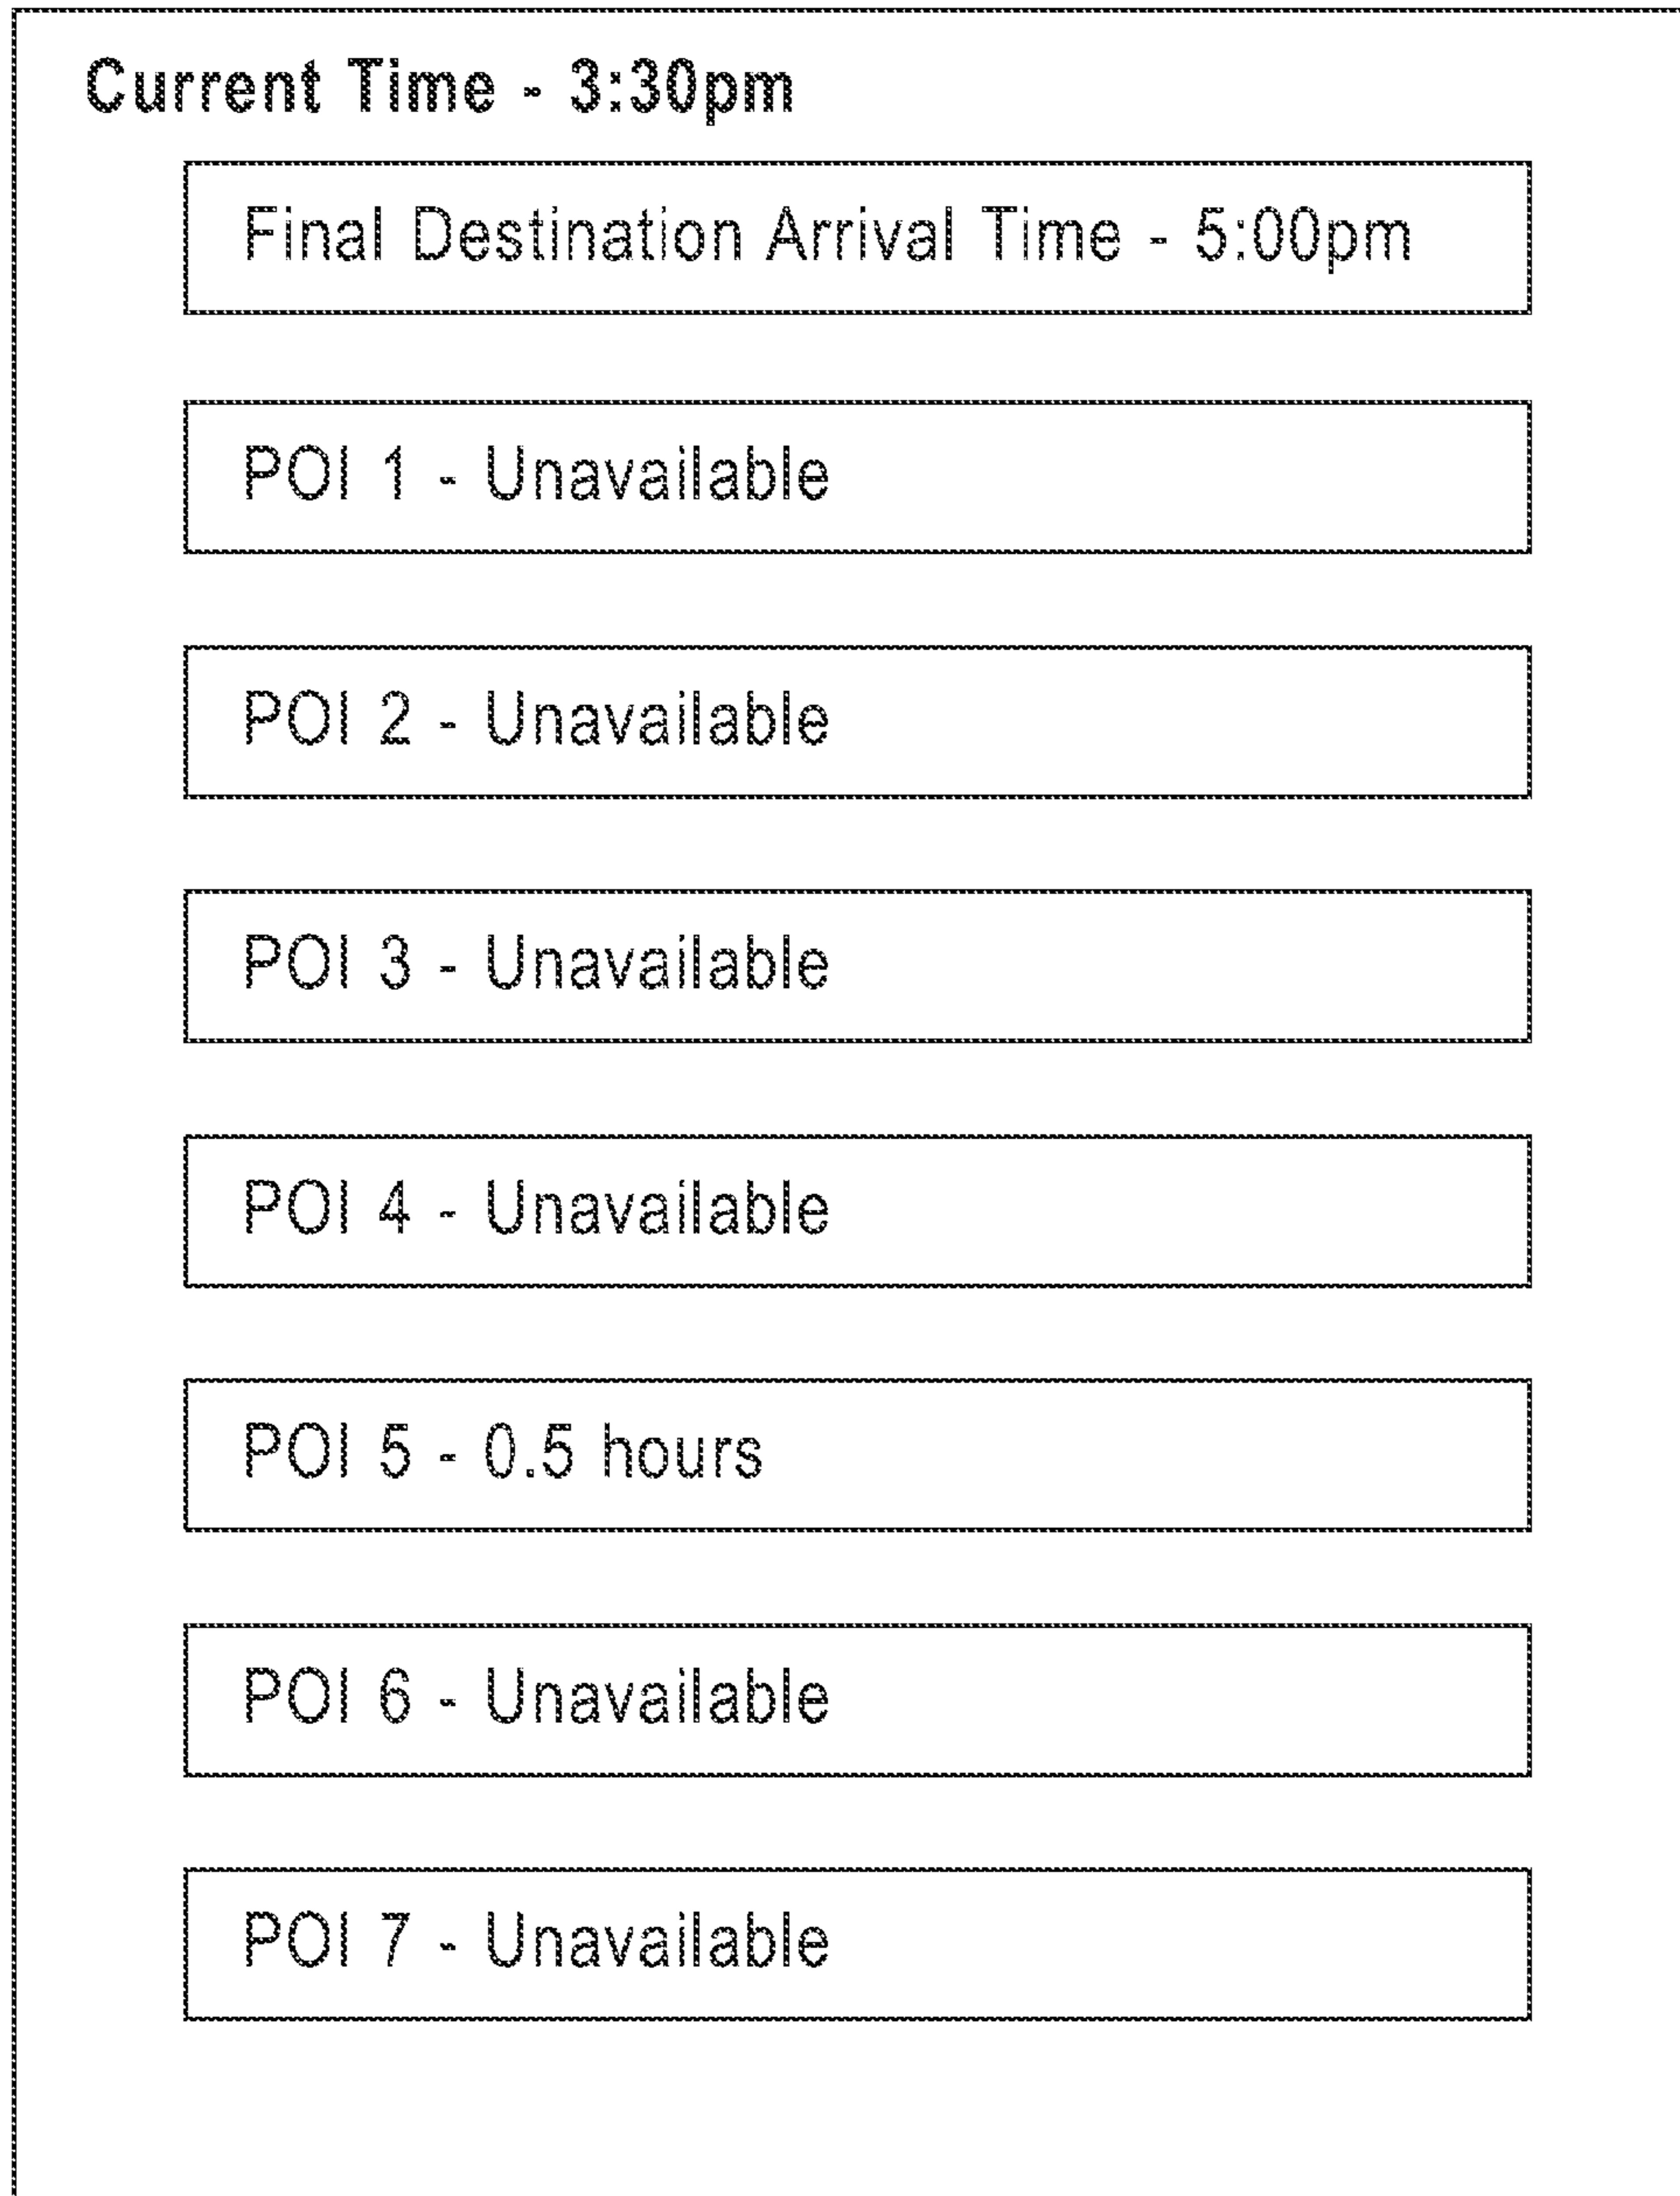 Current Time - 3:30pm
Final Destination Arrival Time - 5:00pm
POI 1 - Unavailable
POI 2 - Unavailable
POI 3 - Unavailable
POI 4 - Unavailable
POI 5 - 0.5 hours
POI 6 - Unavailable
POI 7 - Unavailable